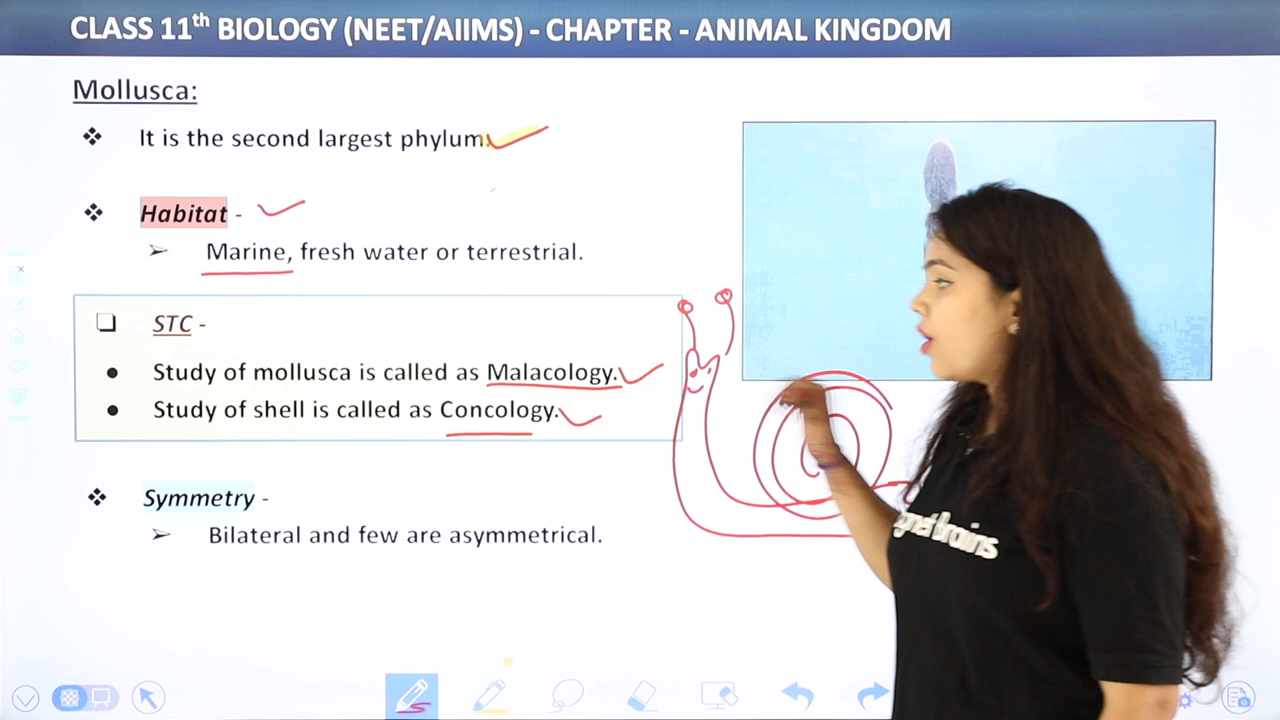 CLASS 11th BIOLOGY (NEET/AIIMS) - CHAPTER - ANIMAL KINGDOM
Mollusca:
❖ It is the second largest phylum.
❖ Habitat -
➢ Marine, fresh water or terrestrial.
❑ STC -
● Study of mollusca is called as Malacology.
● Study of shell is called as Concology.
❖ Symmetry -
➢ Bilateral and few are asymmetrical.
Brains